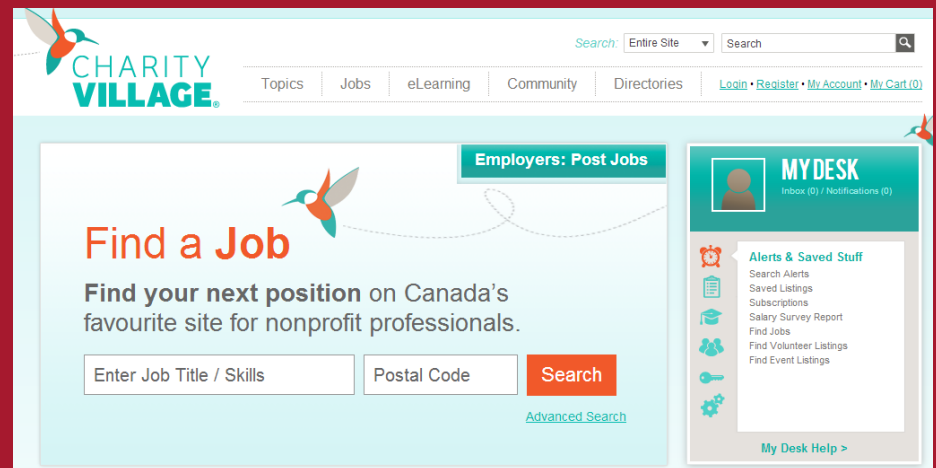 Search: Entire Site Search
CHARITY
VILLAGE®
Topics Jobs eLearning Community Directories Login • Register • My Account • My Cart (0)
Employers: Post Jobs
Find a Job
Find your next position on Canada's
favourite site for nonprofit professionals.
Enter Job Title / Skills Postal Code Search
Advanced Search
MY DESK
Inbox (0) / Notifications (0)
Alerts & Saved Stuff
Search Alerts
Saved Listings
Subscriptions
Salary Survey Report
Find Jobs
Find Volunteer Listings
Find Event Listings
My Desk Help >